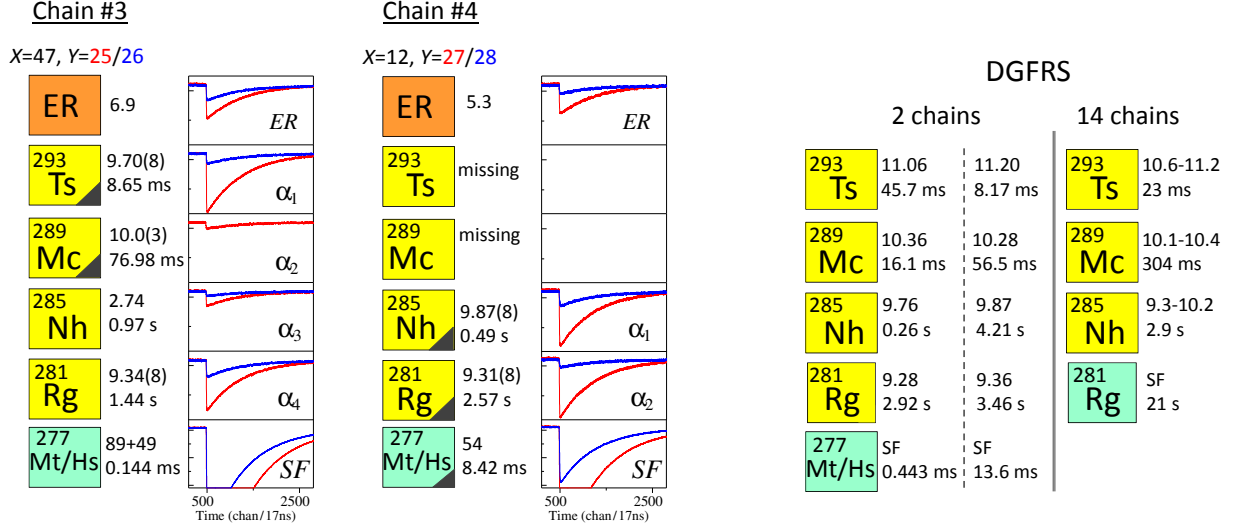 Chain #3
X=47, Y=25/26
ER
6.9
ER
293
Ts
9.70(8)
8.65 ms
α1
289
Mc
10.0(3)
76.98 ms
α2
285
Nh
2.74
0.97 s
α3
281
Rg
9.34(8)
1.44 s
α4
277
Mt/Hs
89+49
0.144 ms
SF
500
2500
Time (chan/17ns)
Chain #4
X=12, Y=27/28
ER
5.3
ER
293
Ts
missing
289
Mc
missing
285
Nh
9.87(8)
0.49 s
α1
281
Rg
9.31(8)
2.57 s
α2
277
Mt/Hs
54
8.42 ms
SF
500
2500
Time (chan/17ns)
DGFRS
2 chains
14 chains
293
Ts
11.06
45.7 ms
11.20
8.17 ms
293
Ts
10.6-11.2
23 ms
289
Mc
10.36
16.1 ms
10.28
56.5 ms
289
Mc
10.1-10.4
304 ms
285
Nh
9.76
0.26 s
9.87
4.21 s
285
Nh
9.3-10.2
2.9 s
281
Rg
9.28
2.92 s
9.36
3.46 s
281
Rg
SF
21 s
277
Mt/Hs
SF
0.443 ms
SF
13.6 ms